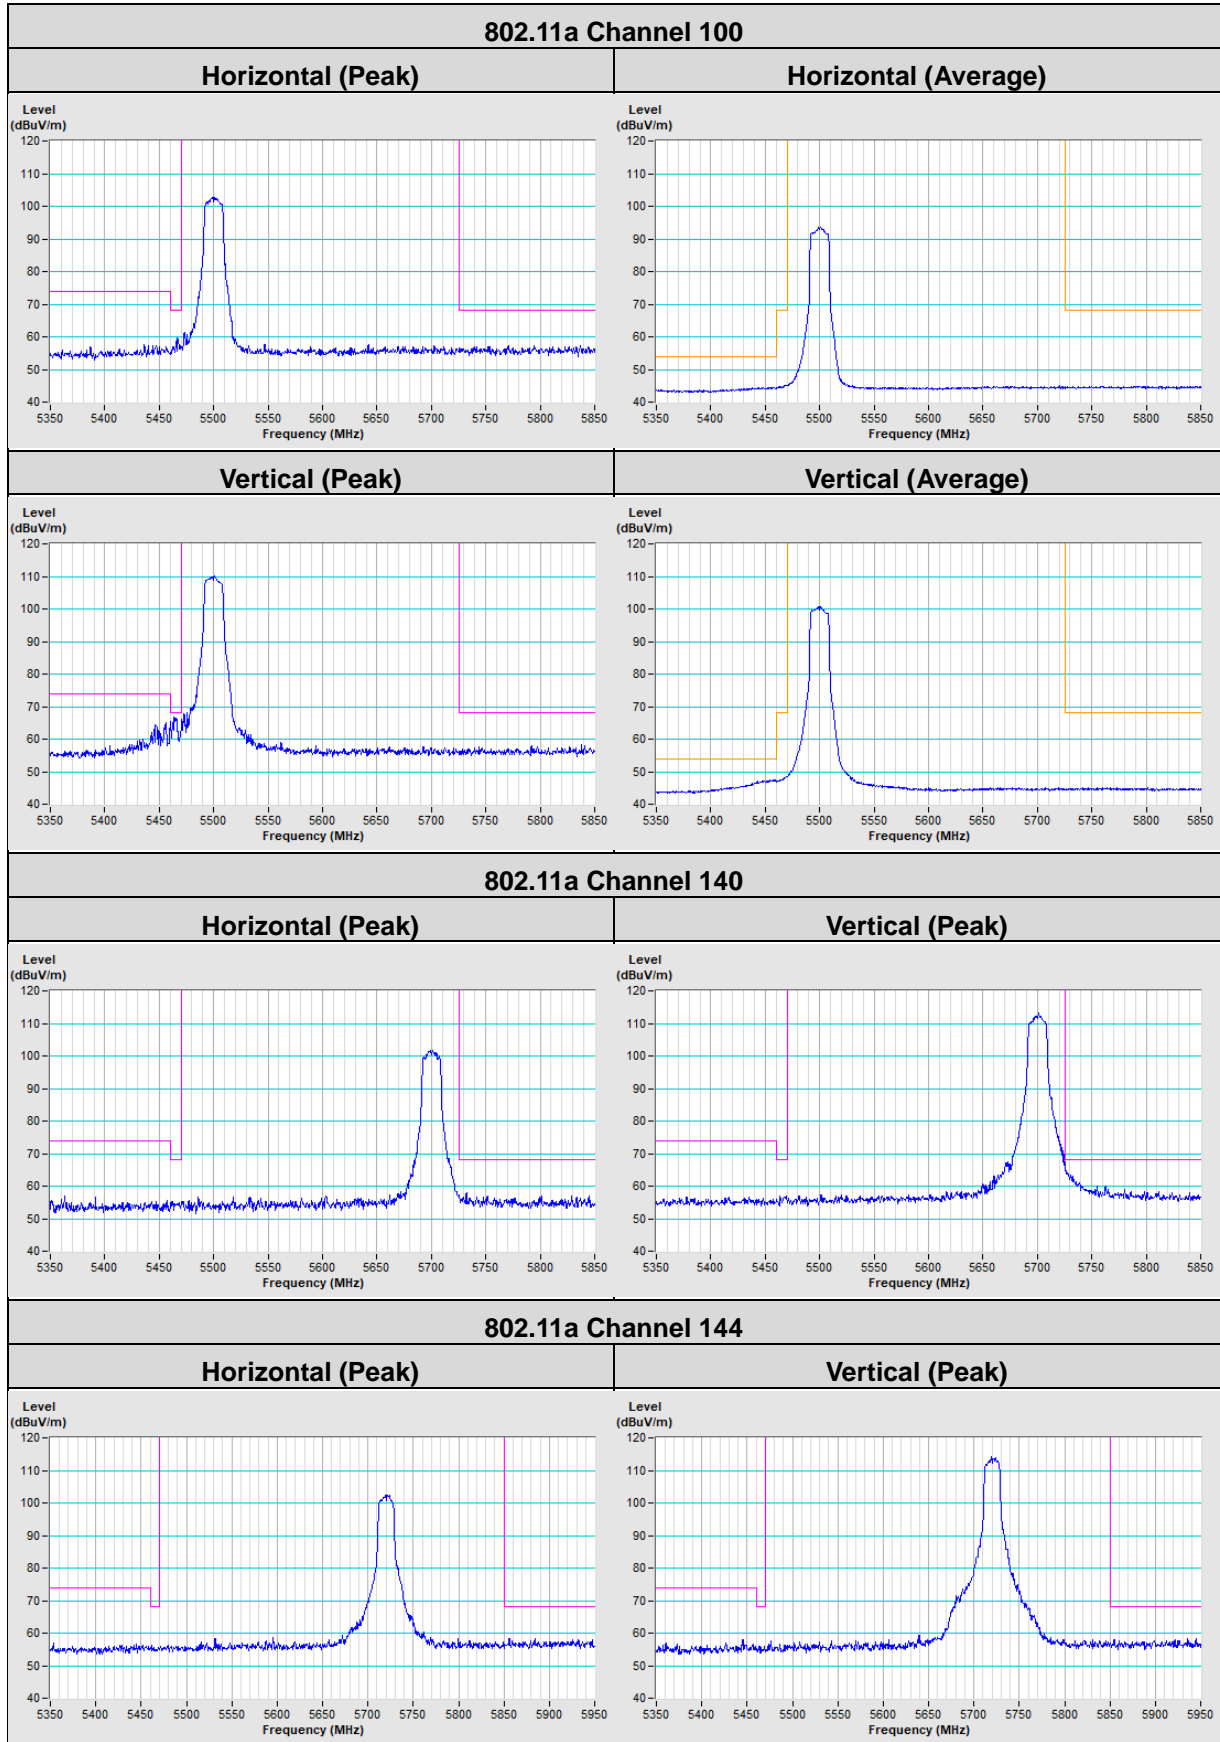 802.11a Channel 100
Horizontal (Peak)
Horizontal (Average)
Level
(dBuV/m)
120
110
100
90
80
70
60
50
40
5350 5400 5450 5500 5550 5600 5650 5700 5750 5800 5850
Frequency (MHz)
Level
(dBuV/m)
120
110
100
90
80
70
60
50
40
5350 5400 5450 5500 5550 5600 5650 5700 5750 5800 5850
Frequency (MHz)
Vertical (Peak)
Vertical (Average)
Level
(dBuV/m)
120
110
100
90
80
70
60
50
40
5350 5400 5450 5500 5550 5600 5650 5700 5750 5800 5850
Frequency (MHz)
Level
(dBuV/m)
120
110
100
90
80
70
60
50
40
5350 5400 5450 5500 5550 5600 5650 5700 5750 5800 5850
Frequency (MHz)
802.11a Channel 140
Horizontal (Peak)
Vertical (Peak)
Level
(dBuV/m)
120
110
100
90
80
70
60
50
40
5350 5400 5450 5500 5550 5600 5650 5700 5750 5800 5850
Frequency (MHz)
Level
(dBuV/m)
120
110
100
90
80
70
60
50
40
5350 5400 5450 5500 5550 5600 5650 5700 5750 5800 5850
Frequency (MHz)
802.11a Channel 144
Horizontal (Peak)
Vertical (Peak)
Level
(dBuV/m)
120
110
100
90
80
70
60
50
40
5350 5400 5450 5500 5550 5600 5650 5700 5750 5800 5850 5900 5950
Frequency (MHz)
Level
(dBuV/m)
120
110
100
90
80
70
60
50
40
5350 5400 5450 5500 5550 5600 5650 5700 5750 5800 5850 5900 5950
Frequency (MHz)